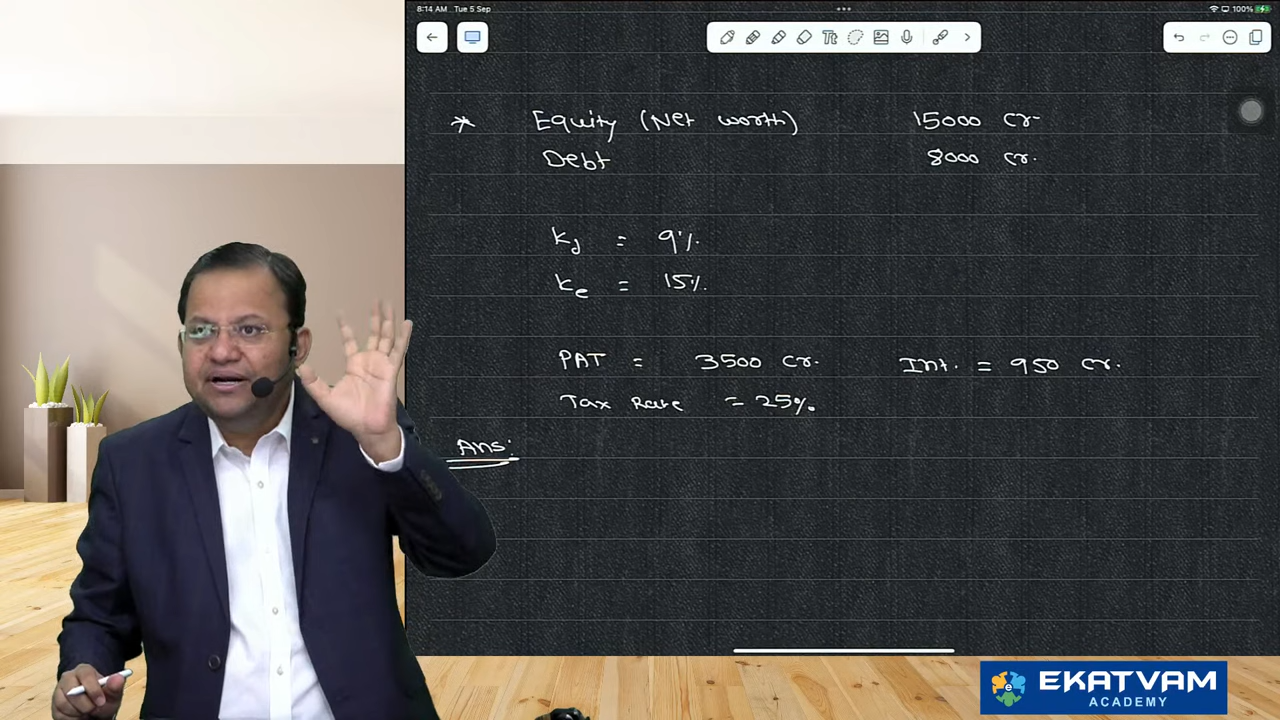 8:14 AM Tue 5 Sep
100%
* Equity (Net worth) 15000 cr.
Debt 8000 cr.
Kd = 9%.
Ke = 15%.
PAT = 3500 cr. Int. = 950 cr.
Tax Rate = 25%.
Ans:
EKATVAM
ACADEMY